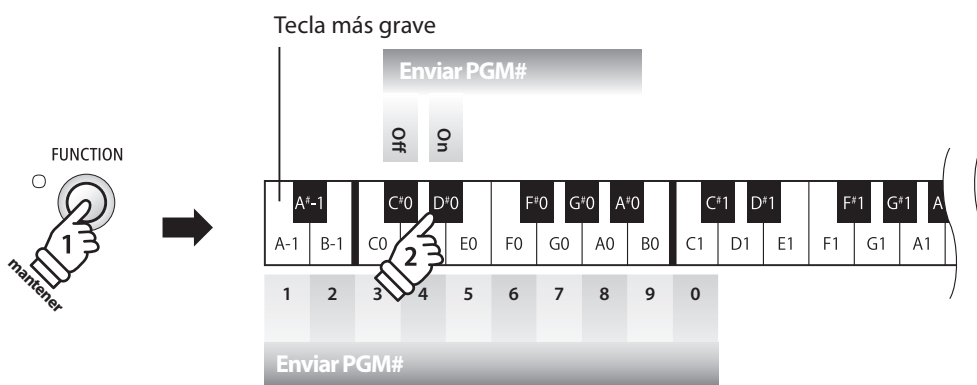 Tecla más grave
Enviar PGM#
Off On
FUNCTION
A#-1 C#0 D#0 F#0 G#0 A#0 C#1 D#1 F#1 G#1 A
A-1 B-1 C0 E0 F0 G0 A0 B0 C1 D1 E1 F1 G1 A1
1 2
mantener
1 2 3 4 5 6 7 8 9 0
Enviar PGM#